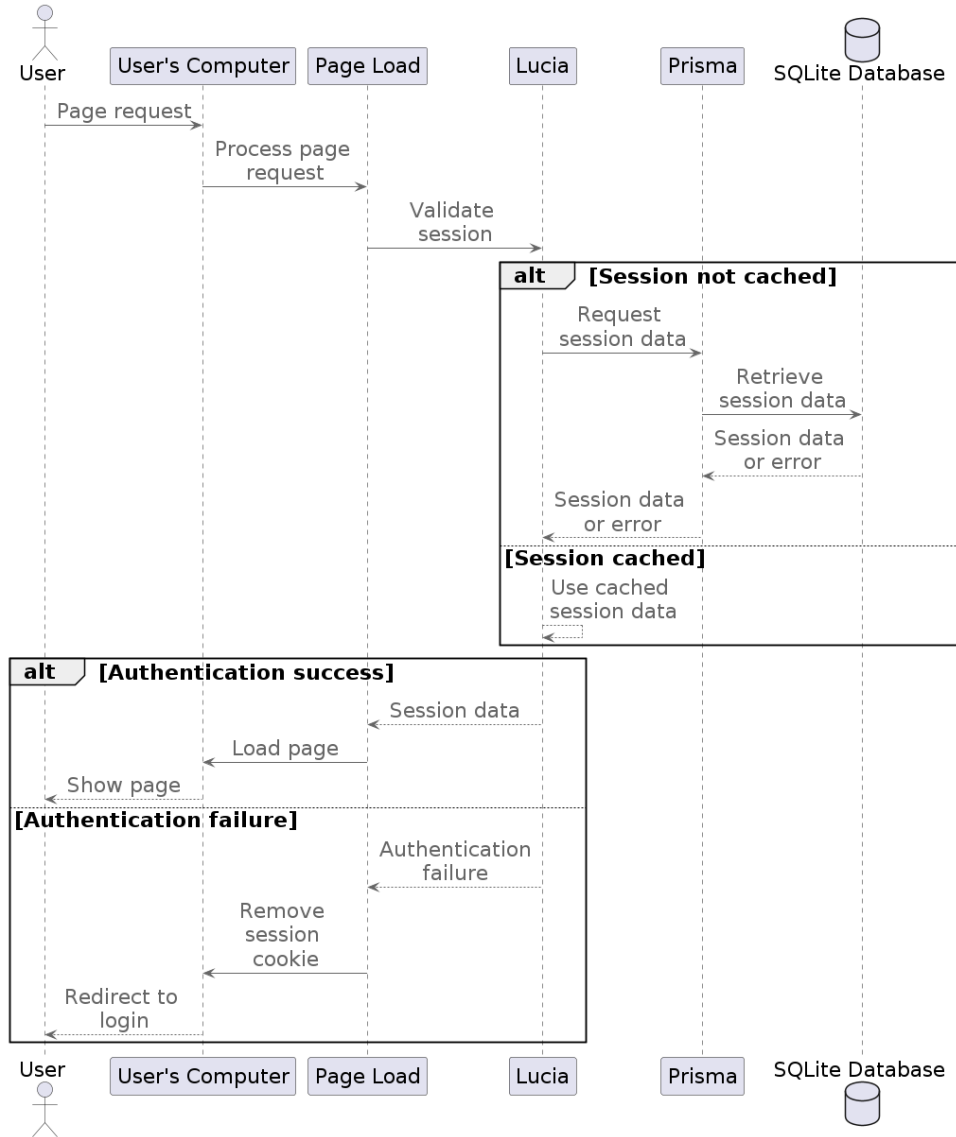 User
User's Computer
Page Load
Lucia
Prisma
SQLite Database
Page request
Process page
request
Validate
session
alt
[Session not cached]
Request
session data
Retrieve
session data
Session data
or error
Session data
or error
[Session cached]
Use cached
session data
alt
[Authentication success]
Session data
Load page
Show page
[Authentication failure]
Authentication
failure
Remove
session
cookie
Redirect to
login
User
User's Computer
Page Load
Lucia
Prisma
SQLite Database